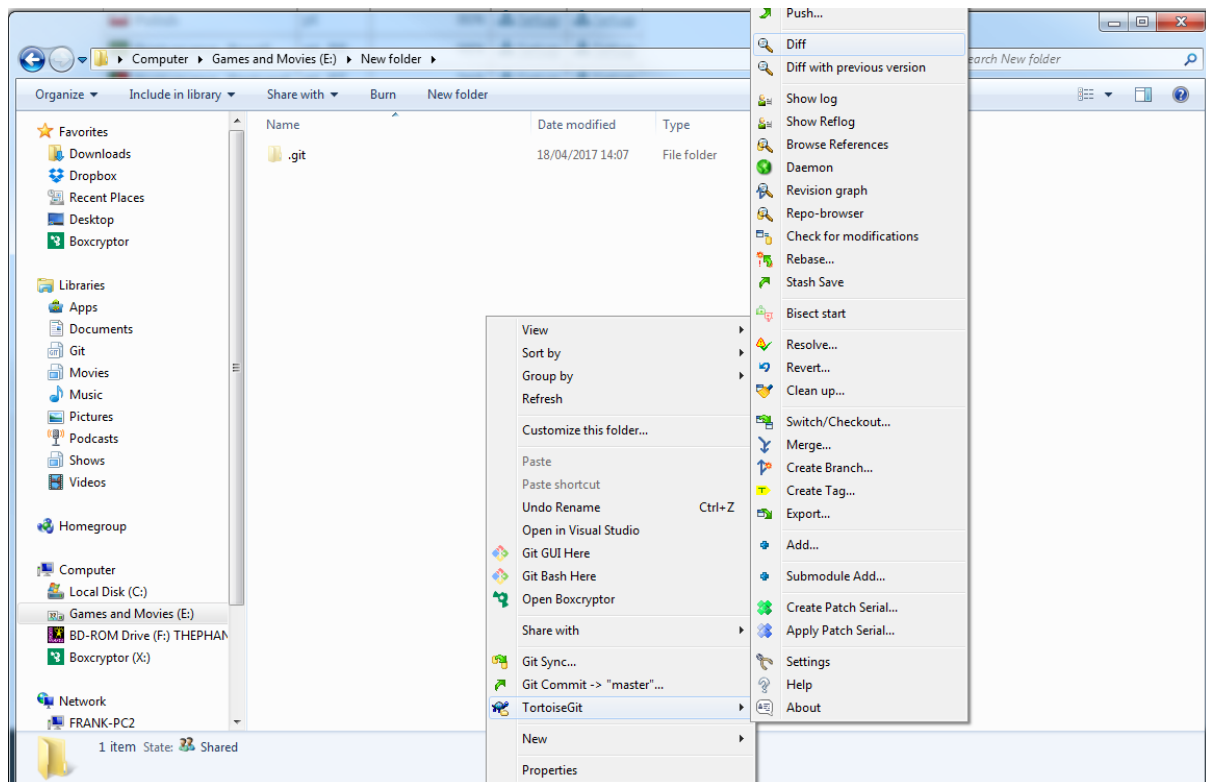 Computer Games and Movies (E:) New folder
earch New folder
Organize Include in library Share with Burn New folder
Favorites
Downloads
Dropbox
Recent Places
Desktop
Boxcryptor
Libraries
Apps
Documents
Git
Movies
Music
Pictures
Podcasts
Shows
Videos
Homegroup
Computer
Local Disk (C:)
Games and Movies (E:)
BD-ROM Drive (F:) THEPHAN
Boxcryptor (X:)
Network
FRANK-PC2
Name Date modified Type
.git 18/04/2017 14:07 File folder
View
Sort by
Group by
Refresh
Customize this folder...
Paste
Paste shortcut
Undo Rename Ctrl+Z
Open in Visual Studio
Git GUI Here
Git Bash Here
Open Boxcryptor
Share with
Git Sync...
Git Commit -> "master"...
TortoiseGit
New
Properties
Push...
Diff
Diff with previous version
Show log
Show Reflog
Browse References
Daemon
Revision graph
Repo-browser
Check for modifications
Rebase...
Stash Save
Bisect start
Resolve...
Revert...
Clean up...
Switch/Checkout...
Merge...
Create Branch...
Create Tag...
Export...
Add...
Submodule Add...
Create Patch Serial...
Apply Patch Serial...
Settings
Help
About
1 item State: Shared